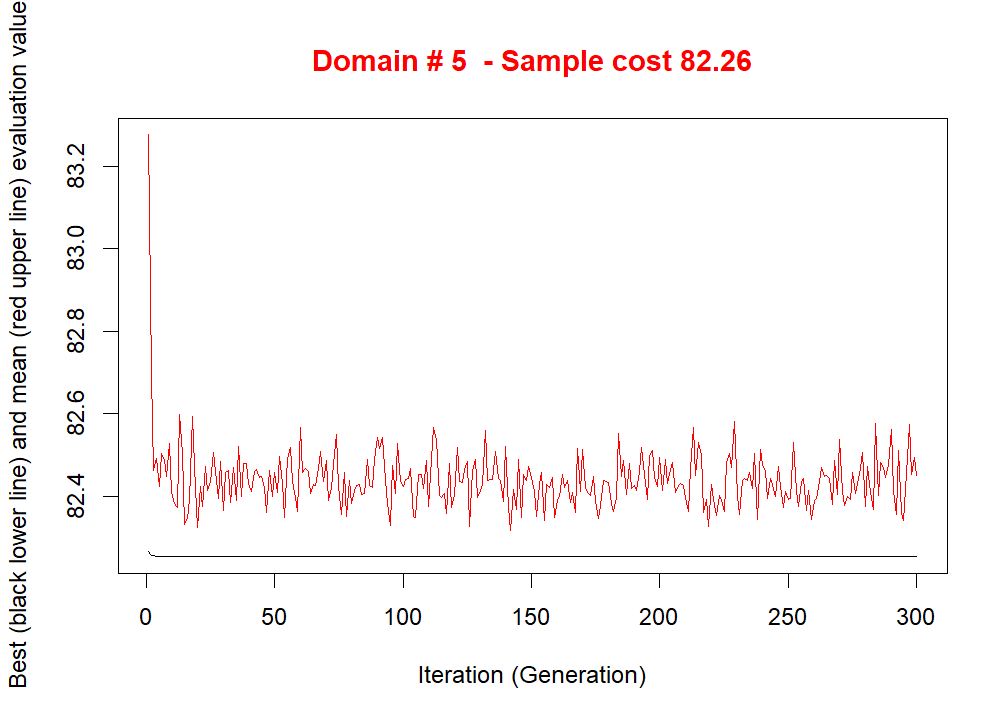 Domain # 5  - Sample cost 82.26
Best (black lower line) and mean (red upper line) evaluation value
83.2
83.0
82.8
82.6
82.4
0 50 100 150 200 250 300
Iteration (Generation)